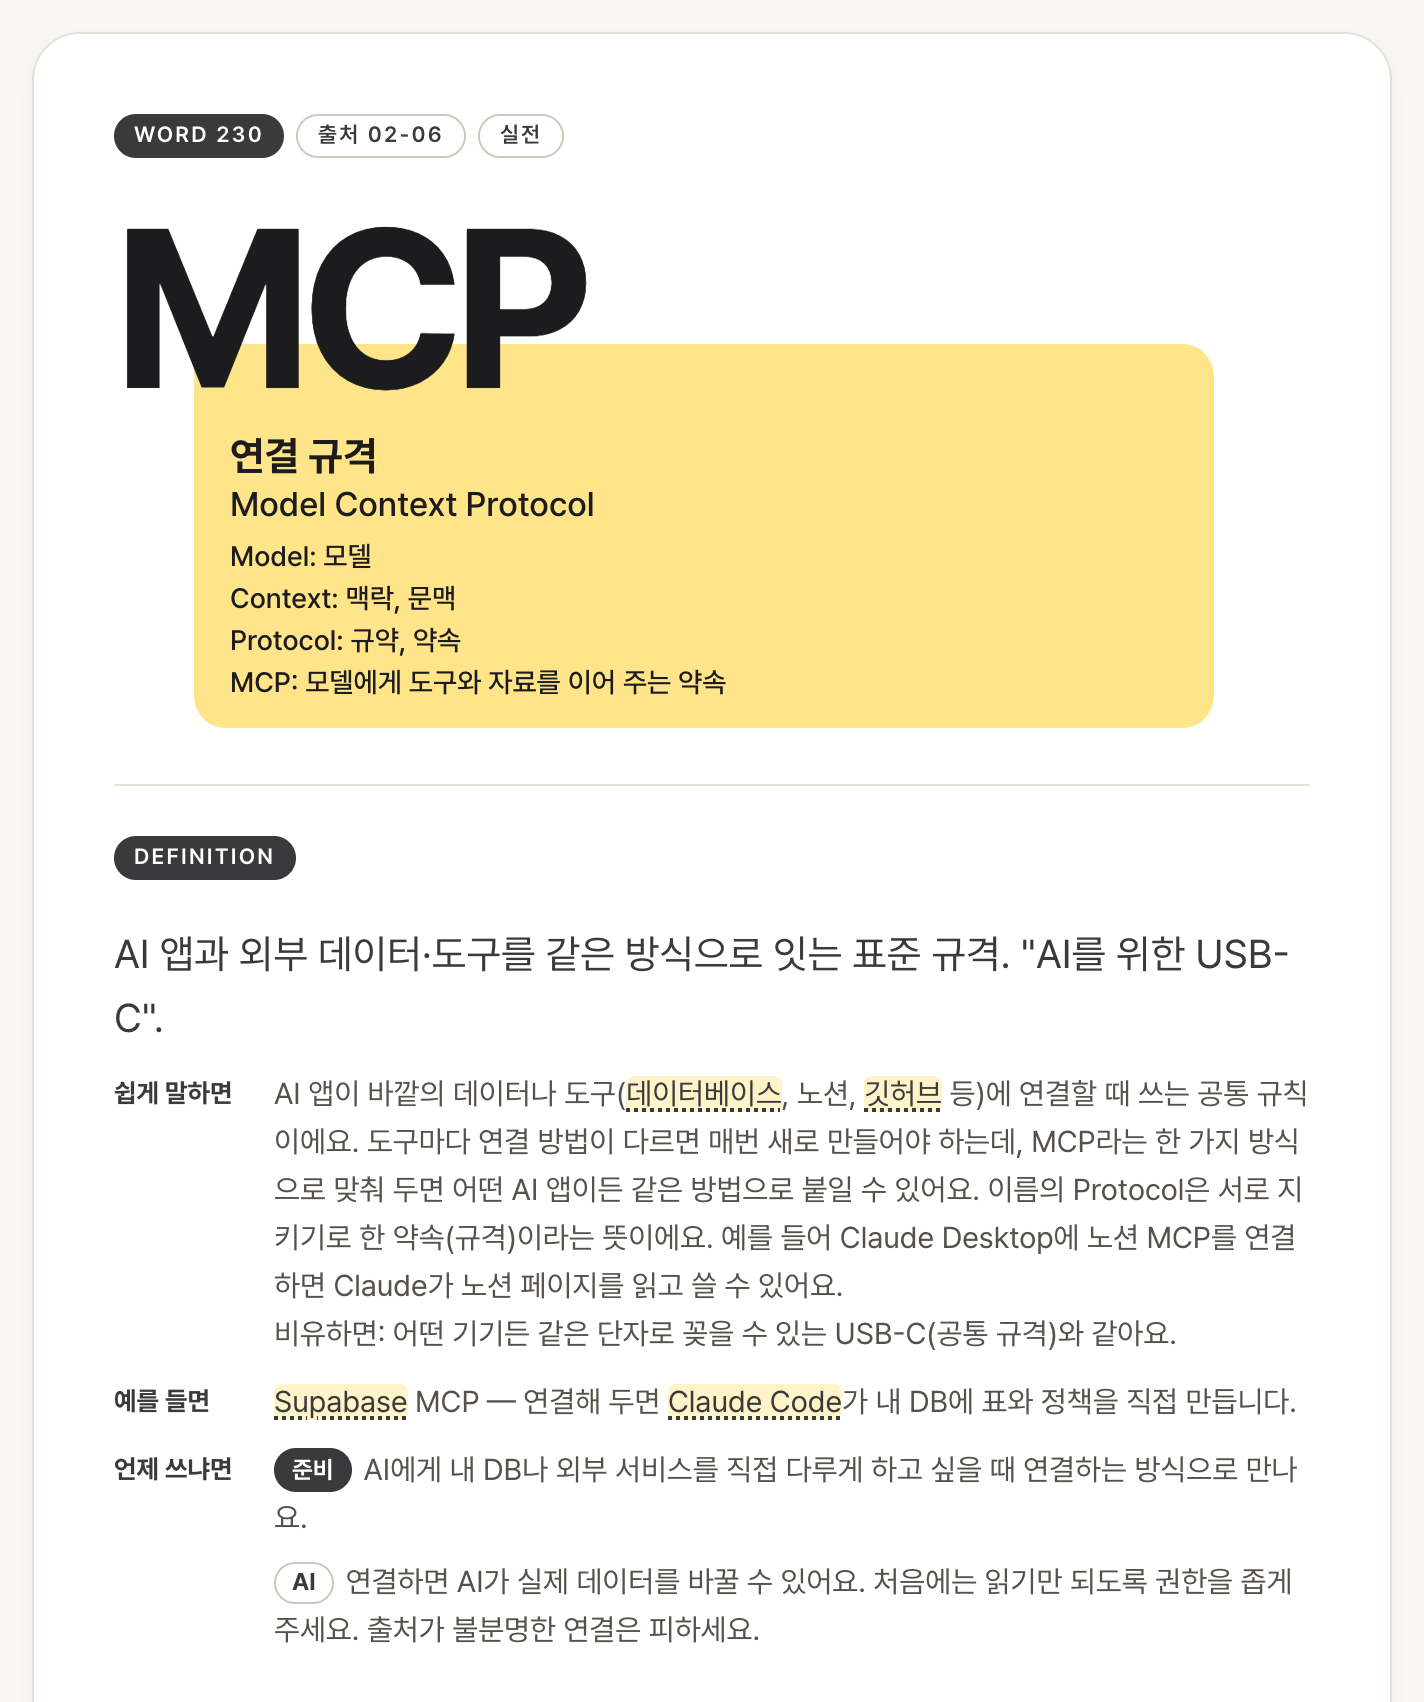 WORD 230 출처 02-06 실전
MCP
연결 규격
Model Context Protocol
Model: 모델
Context: 맥락, 문맥
Protocol: 규약, 약속
MCP: 모델에게 도구와 자료를 이어 주는 약속
DEFINITION
AI 앱과 외부 데이터·도구를 같은 방식으로 잇는 표준 규격. "AI를 위한 USB-
C".
쉽게 말하면 AI 앱이 바깥의 데이터나 도구(데이터베이스, 노션, 깃허브 등)에 연결할 때 쓰는 공통 규칙
이에요. 도구마다 연결 방법이 다르면 매번 새로 만들어야 하는데, MCP라는 한 가지 방식
으로 맞춰 두면 어떤 AI 앱이든 같은 방법으로 붙일 수 있어요. 이름의 Protocol은 서로 지
키기로 한 약속(규격)이라는 뜻이에요. 예를 들어 Claude Desktop에 노션 MCP를 연결
하면 Claude가 노션 페이지를 읽고 쓸 수 있어요.
비유하면: 어떤 기기든 같은 단자로 꽂을 수 있는 USB-C(공통 규격)와 같아요.
예를 들면 Supabase MCP — 연결해 두면 Claude Code가 내 DB에 표와 정책을 직접 만듭니다.
언제 쓰냐면 준비 AI에게 내 DB나 외부 서비스를 직접 다루게 하고 싶을 때 연결하는 방식으로 만나
요.
AI 연결하면 AI가 실제 데이터를 바꿀 수 있어요. 처음에는 읽기만 되도록 권한을 좁게
주세요. 출처가 불분명한 연결은 피하세요.